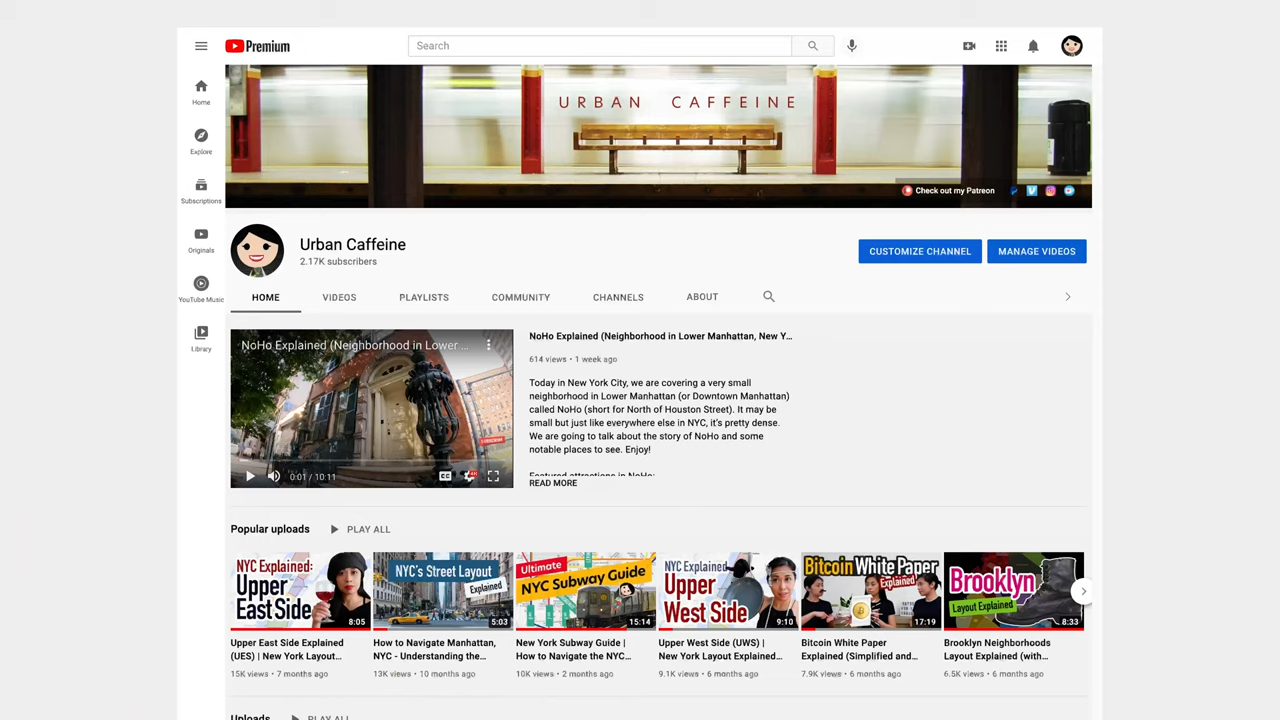 Premium
Search
Home
Explore
Subscriptions
Originals
YouTube Music
Library
URBAN CAFFEINE
Check out my Patreon
Urban Caffeine
2.17K subscribers
CUSTOMIZE CHANNEL
MANAGE VIDEOS
HOME
VIDEOS
PLAYLISTS
COMMUNITY
CHANNELS
ABOUT
NoHo Explained (Neighborhood in Lower ...
0:01 / 10:11
CC
NoHo Explained (Neighborhood in Lower Manhattan, New Y...
614 views • 1 week ago
Today in New York City, we are covering a very small
neighborhood in Lower Manhattan (or Downtown Manhattan)
called NoHo (short for North of Houston Street). It may be
small but just like everywhere else in NYC, it's pretty dense.
We are going to talk about the story of NoHo and some
notable places to see. Enjoy!
Featured attractions in NoHo:
READ MORE
Popular uploads
PLAY ALL
NYC Explained:
Upper
East Side
8:05
Upper East Side Explained
(UES) | New York Layout...
15K views • 7 months ago
NYC's Street Layout
Explained
5:03
How to Navigate Manhattan,
NYC - Understanding the...
13K views • 10 months ago
Ultimate
NYC Subway Guide
15:14
New York Subway Guide |
How to Navigate the NYC...
10K views • 2 months ago
NYC Explained
Upper
West Side
9:10
Upper West Side (UWS) |
New York Layout Explained...
9.1K views • 6 months ago
Bitcoin White Paper
Explained
17:19
Bitcoin White Paper
Explained (Simplified and...
7.9K views • 6 months ago
Brooklyn
Layout Explained
8:33
Brooklyn Neighborhoods
Layout Explained (with...
6.5K views • 6 months ago
Uploads
PLAY ALL